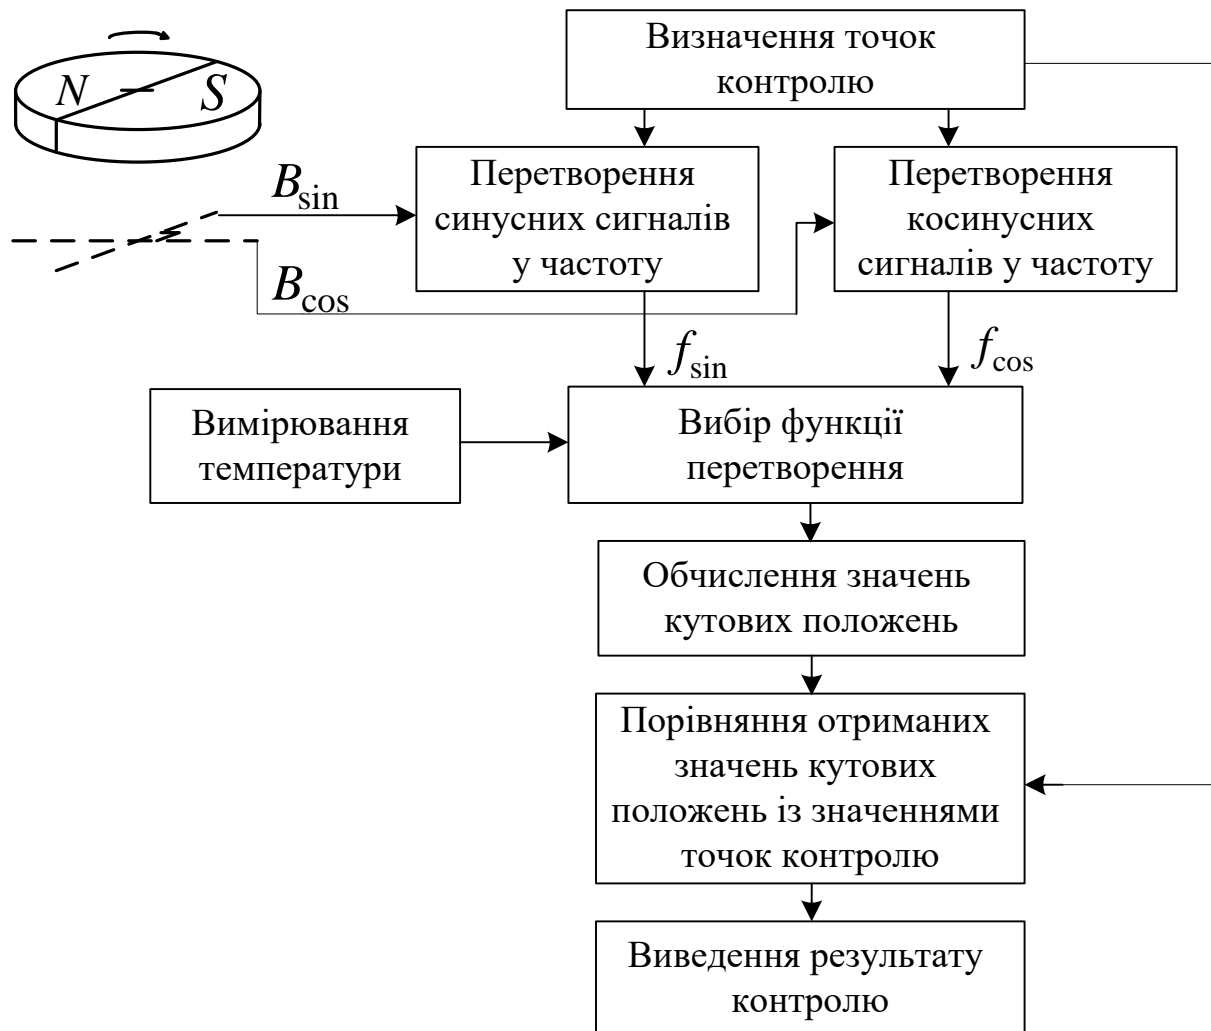 Визначення точок
контролю
N
S
Перетворення
синусних сигналів
у частоту
Перетворення
косинусних
сигналів у частоту
B_sin
B_cos
f_sin
f_cos
Вимірювання
температури
Вибір функції
перетворення
Обчислення значень
кутових положень
Порівняння отриманих
значень кутових
положень із значеннями
точок контролю
Виведення результату
контролю